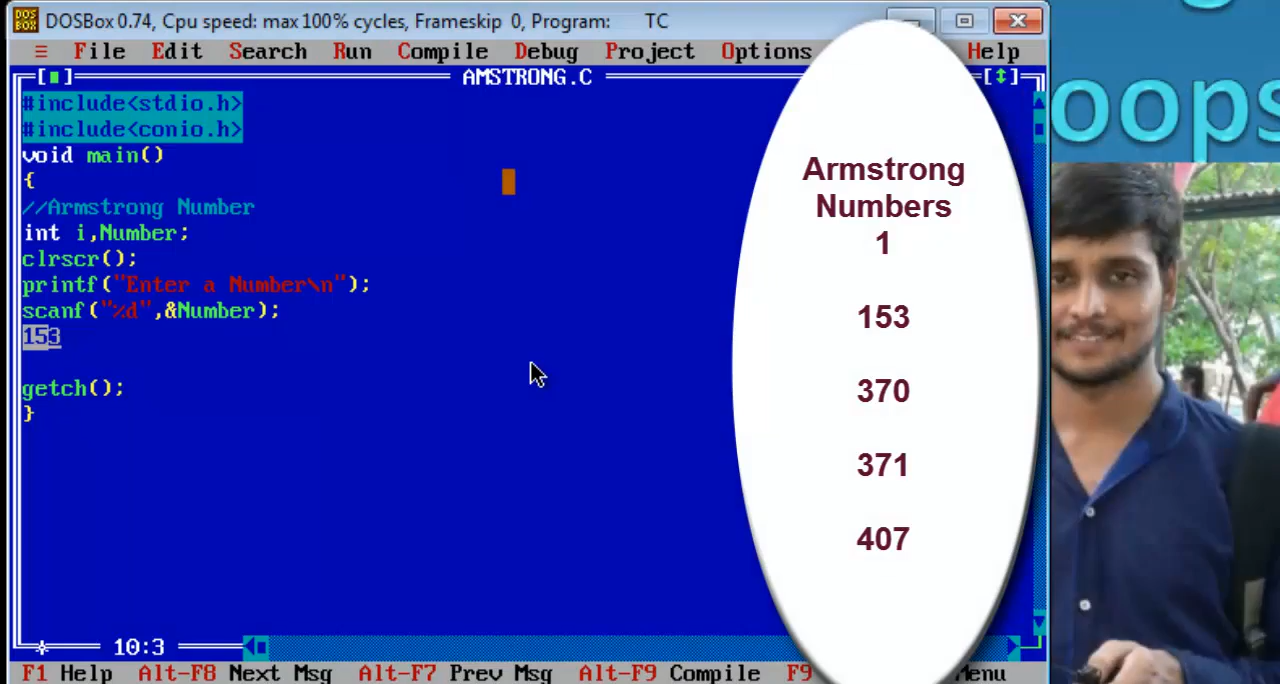 DOSBox 0.74, Cpu speed: max 100% cycles, Frameskip 0, Program: TC
≡ File Edit Search Run Compile Debug Project Options Help
[■] AMSTRONG.C [↕]
#include<stdio.h>
#include<conio.h>
void main()
{
//Armstrong Number
int i,Number;
clrscr();
printf("Enter a Number\n");
scanf("%d",&Number);
153
getch();
}
10:3
F1 Help Alt-F8 Next Msg Alt-F7 Prev Msg Alt-F9 Compile F9 Menu
Armstrong
Numbers
1
153
370
371
407
oops